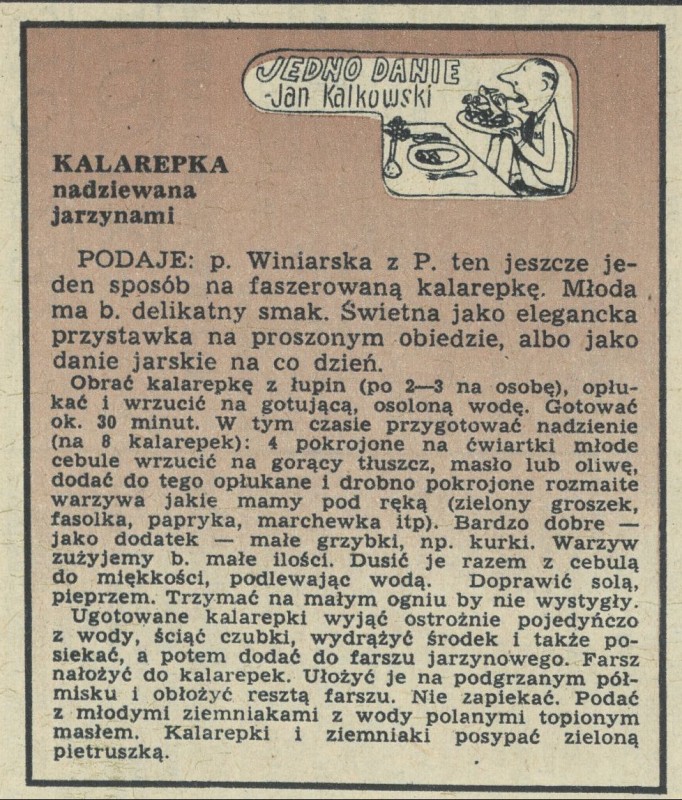 JEDNO DANIE
-Jan Kalkowski
KALAREPKA
nadziewana
jarzynami
PODAJE: p. Winiarska z P. ten jeszcze je-
den sposób na faszerowaną kalarepkę. Młoda
ma b. delikatny smak. Świetna jako elegancka
przystawka na proszonym obiedzie, albo jako
danie jarskie na co dzień.
Obrać kalarepkę z łupin (po 2—3 na osobę), opłu-
kać i wrzucić na gotującą, osoloną wodę. Gotować
ok. 30 minut. W tym czasie przygotować nadzienie
(na 8 kalarepek): 4 pokrojone na ćwiartki młode
cebule wrzucić na gorący tłuszcz, masło lub oliwę,
dodać do tego opłukane i drobno pokrojone rozmaite
warzywa jakie mamy pod ręką (zielony groszek,
fasolka, papryka, marchewka itp). Bardzo dobre —
jako dodatek — małe grzybki, np. kurki. Warzyw
zużyjemy b. małe ilości. Dusić je razem z cebulą
do miękkości, podlewając wodą. Doprawić solą,
pieprzem. Trzymać na małym ogniu by nie wystygły.
Ugotowane kalarepki wyjąć ostrożnie pojedyńczo
z wody, ściąć czubki, wydrążyć środek i także po-
siekać, a potem dodać do farszu jarzynowego. Farsz
nałożyć do kalarepek. Ułożyć je na podgrzanym pół-
misku i obłożyć resztą farszu. Nie zapiekać. Podać
z młodymi ziemniakami z wody polanymi topionym
masłem. Kalarepki i ziemniaki posypać zieloną
pietruszką.